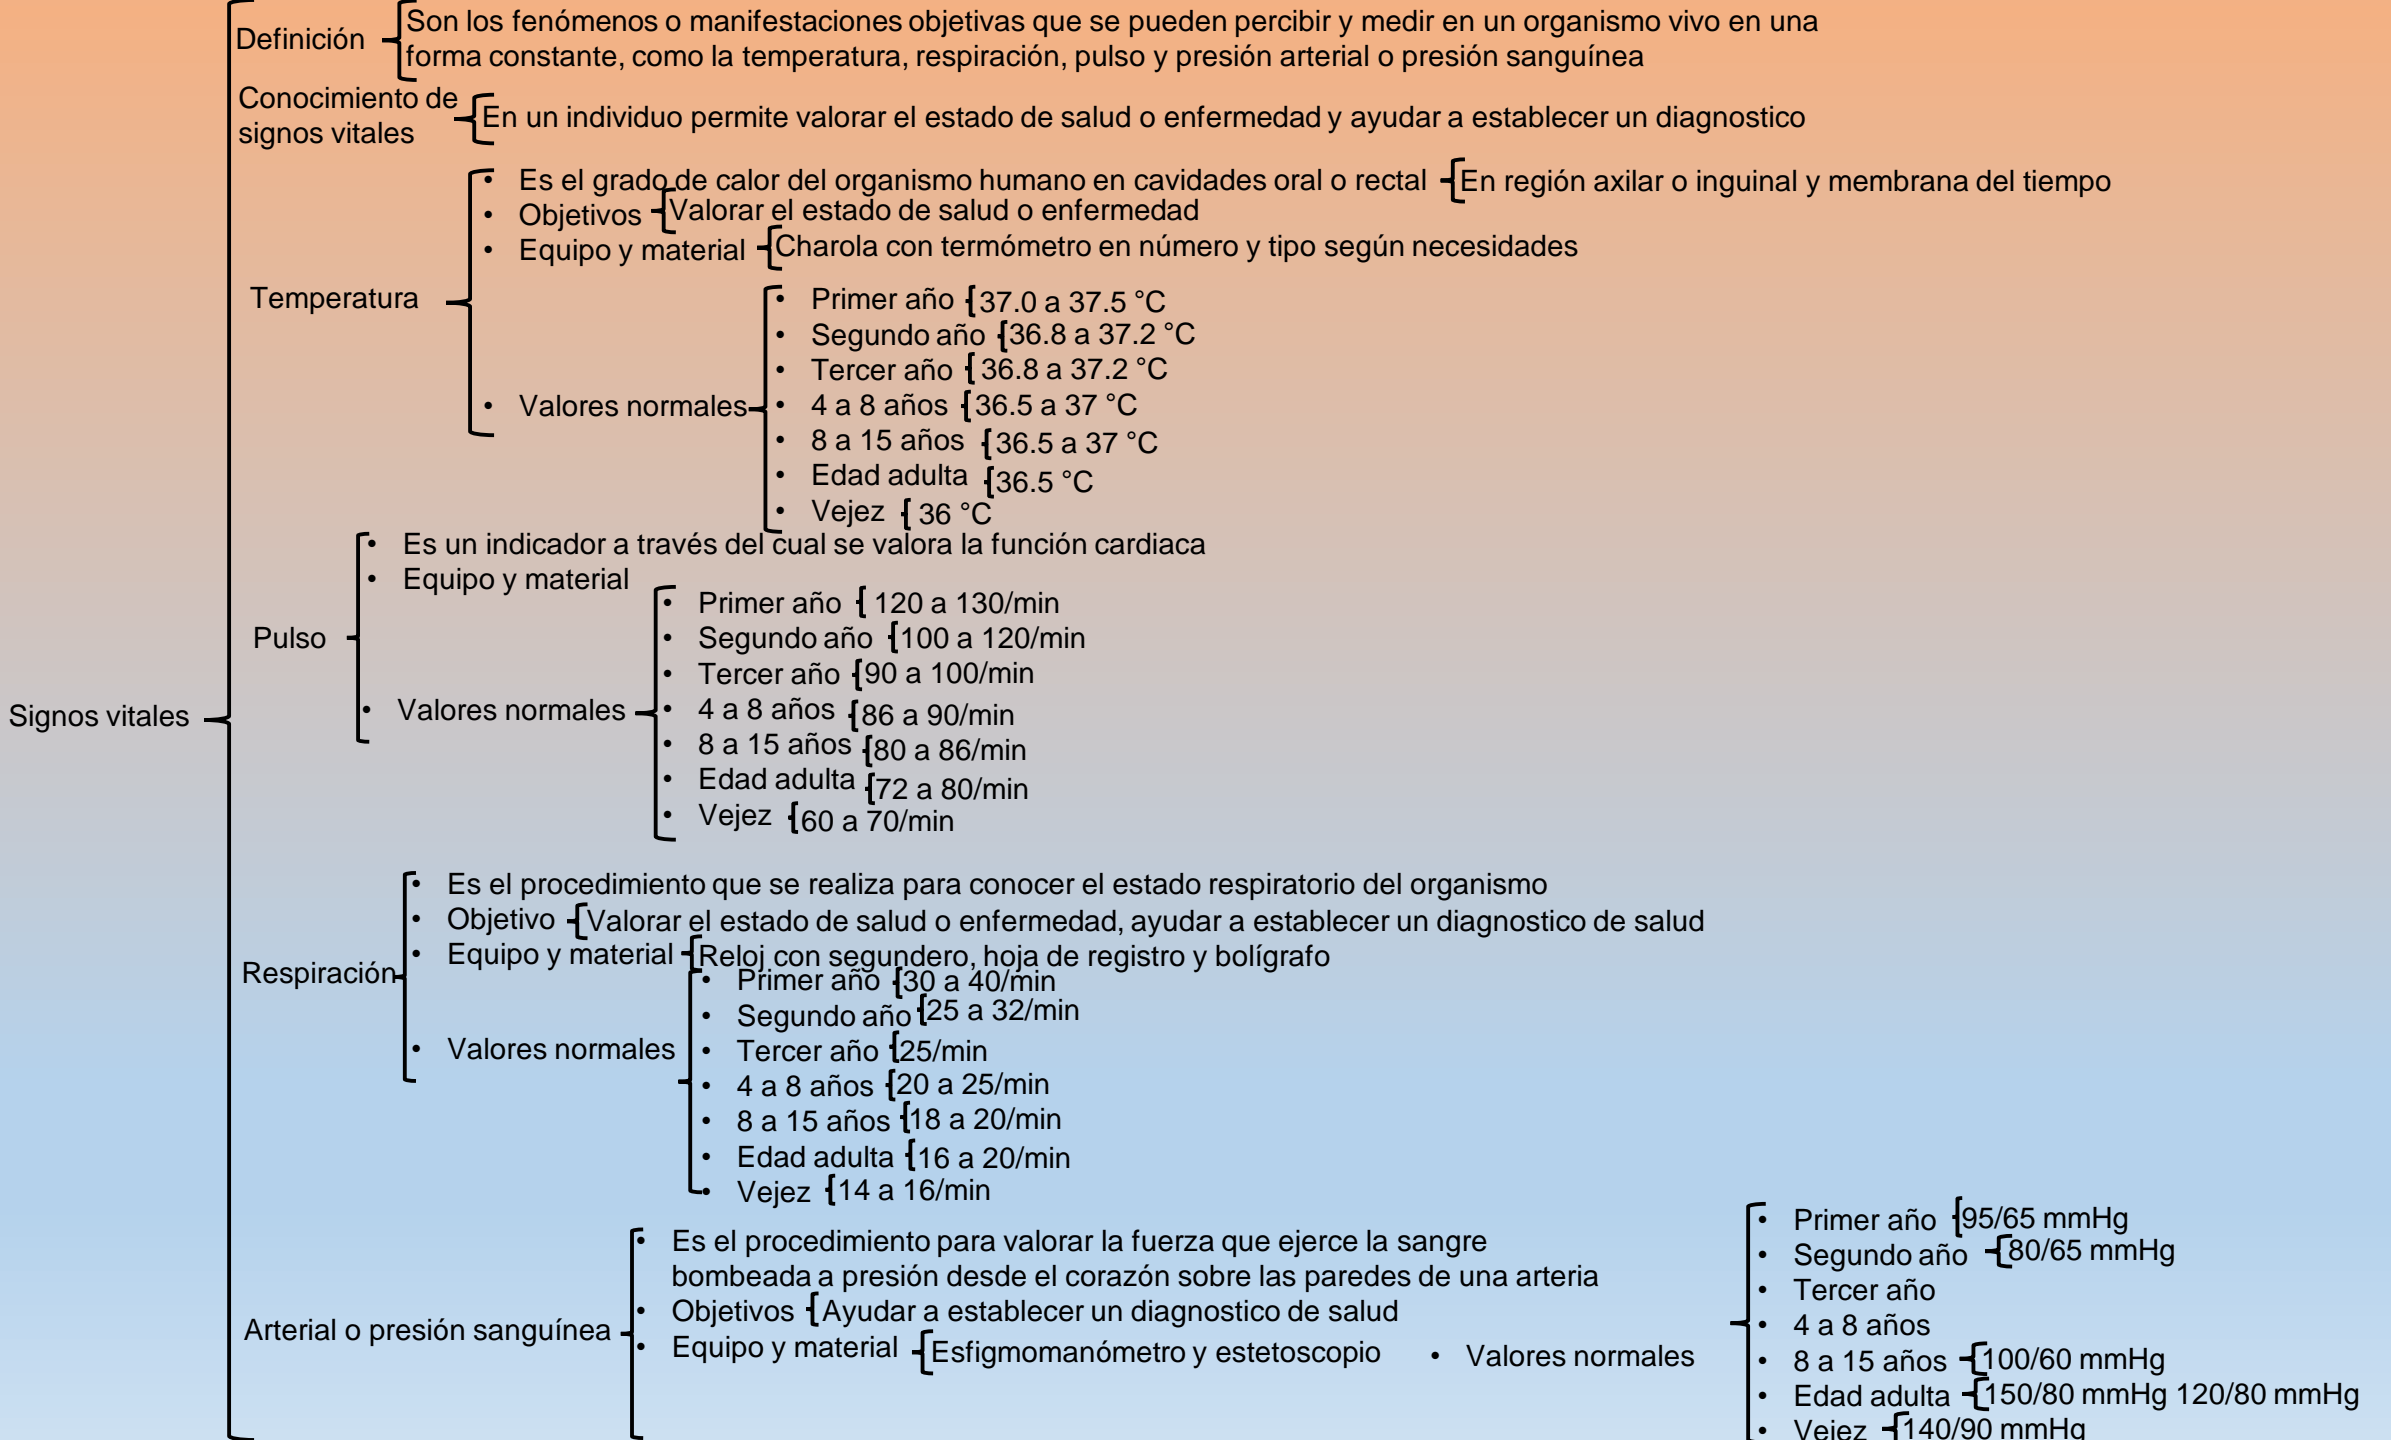 Signos vitales
Definición
Son los fenómenos o manifestaciones objetivas que se pueden percibir y medir en un organismo vivo en una
forma constante, como la temperatura, respiración, pulso y presión arterial o presión sanguínea
Conocimiento de
signos vitales
En un individuo permite valorar el estado de salud o enfermedad y ayudar a establecer un diagnostico
Temperatura
• Es el grado de calor del organismo humano en cavidades oral o rectal
En región axilar o inguinal y membrana del tiempo
• Objetivos
Valorar el estado de salud o enfermedad
• Equipo y material
Charola con termómetro en número y tipo según necesidades
• Valores normales
• Primer año 37.0 a 37.5 °C
• Segundo año 36.8 a 37.2 °C
• Tercer año 36.8 a 37.2 °C
• 4 a 8 años 36.5 a 37 °C
• 8 a 15 años 36.5 a 37 °C
• Edad adulta 36.5 °C
• Vejez 36 °C
Pulso
• Es un indicador a través del cual se valora la función cardiaca
• Equipo y material
• Valores normales
• Primer año 120 a 130/min
• Segundo año 100 a 120/min
• Tercer año 90 a 100/min
• 4 a 8 años 86 a 90/min
• 8 a 15 años 80 a 86/min
• Edad adulta 72 a 80/min
• Vejez 60 a 70/min
Respiración
• Es el procedimiento que se realiza para conocer el estado respiratorio del organismo
• Objetivo
Valorar el estado de salud o enfermedad, ayudar a establecer un diagnostico de salud
• Equipo y material
Reloj con segundero, hoja de registro y bolígrafo
• Valores normales
• Primer año 30 a 40/min
• Segundo año 25 a 32/min
• Tercer año 25/min
• 4 a 8 años 20 a 25/min
• 8 a 15 años 18 a 20/min
• Edad adulta 16 a 20/min
• Vejez 14 a 16/min
Arterial o presión sanguínea
• Es el procedimiento para valorar la fuerza que ejerce la sangre
bombeada a presión desde el corazón sobre las paredes de una arteria
• Objetivos
Ayudar a establecer un diagnostico de salud
• Equipo y material
Esfigmomanómetro y estetoscopio
• Valores normales
• Primer año 95/65 mmHg
• Segundo año 80/65 mmHg
• Tercer año
• 4 a 8 años
• 8 a 15 años 100/60 mmHg
• Edad adulta 150/80 mmHg 120/80 mmHg
• Vejez 140/90 mmHg